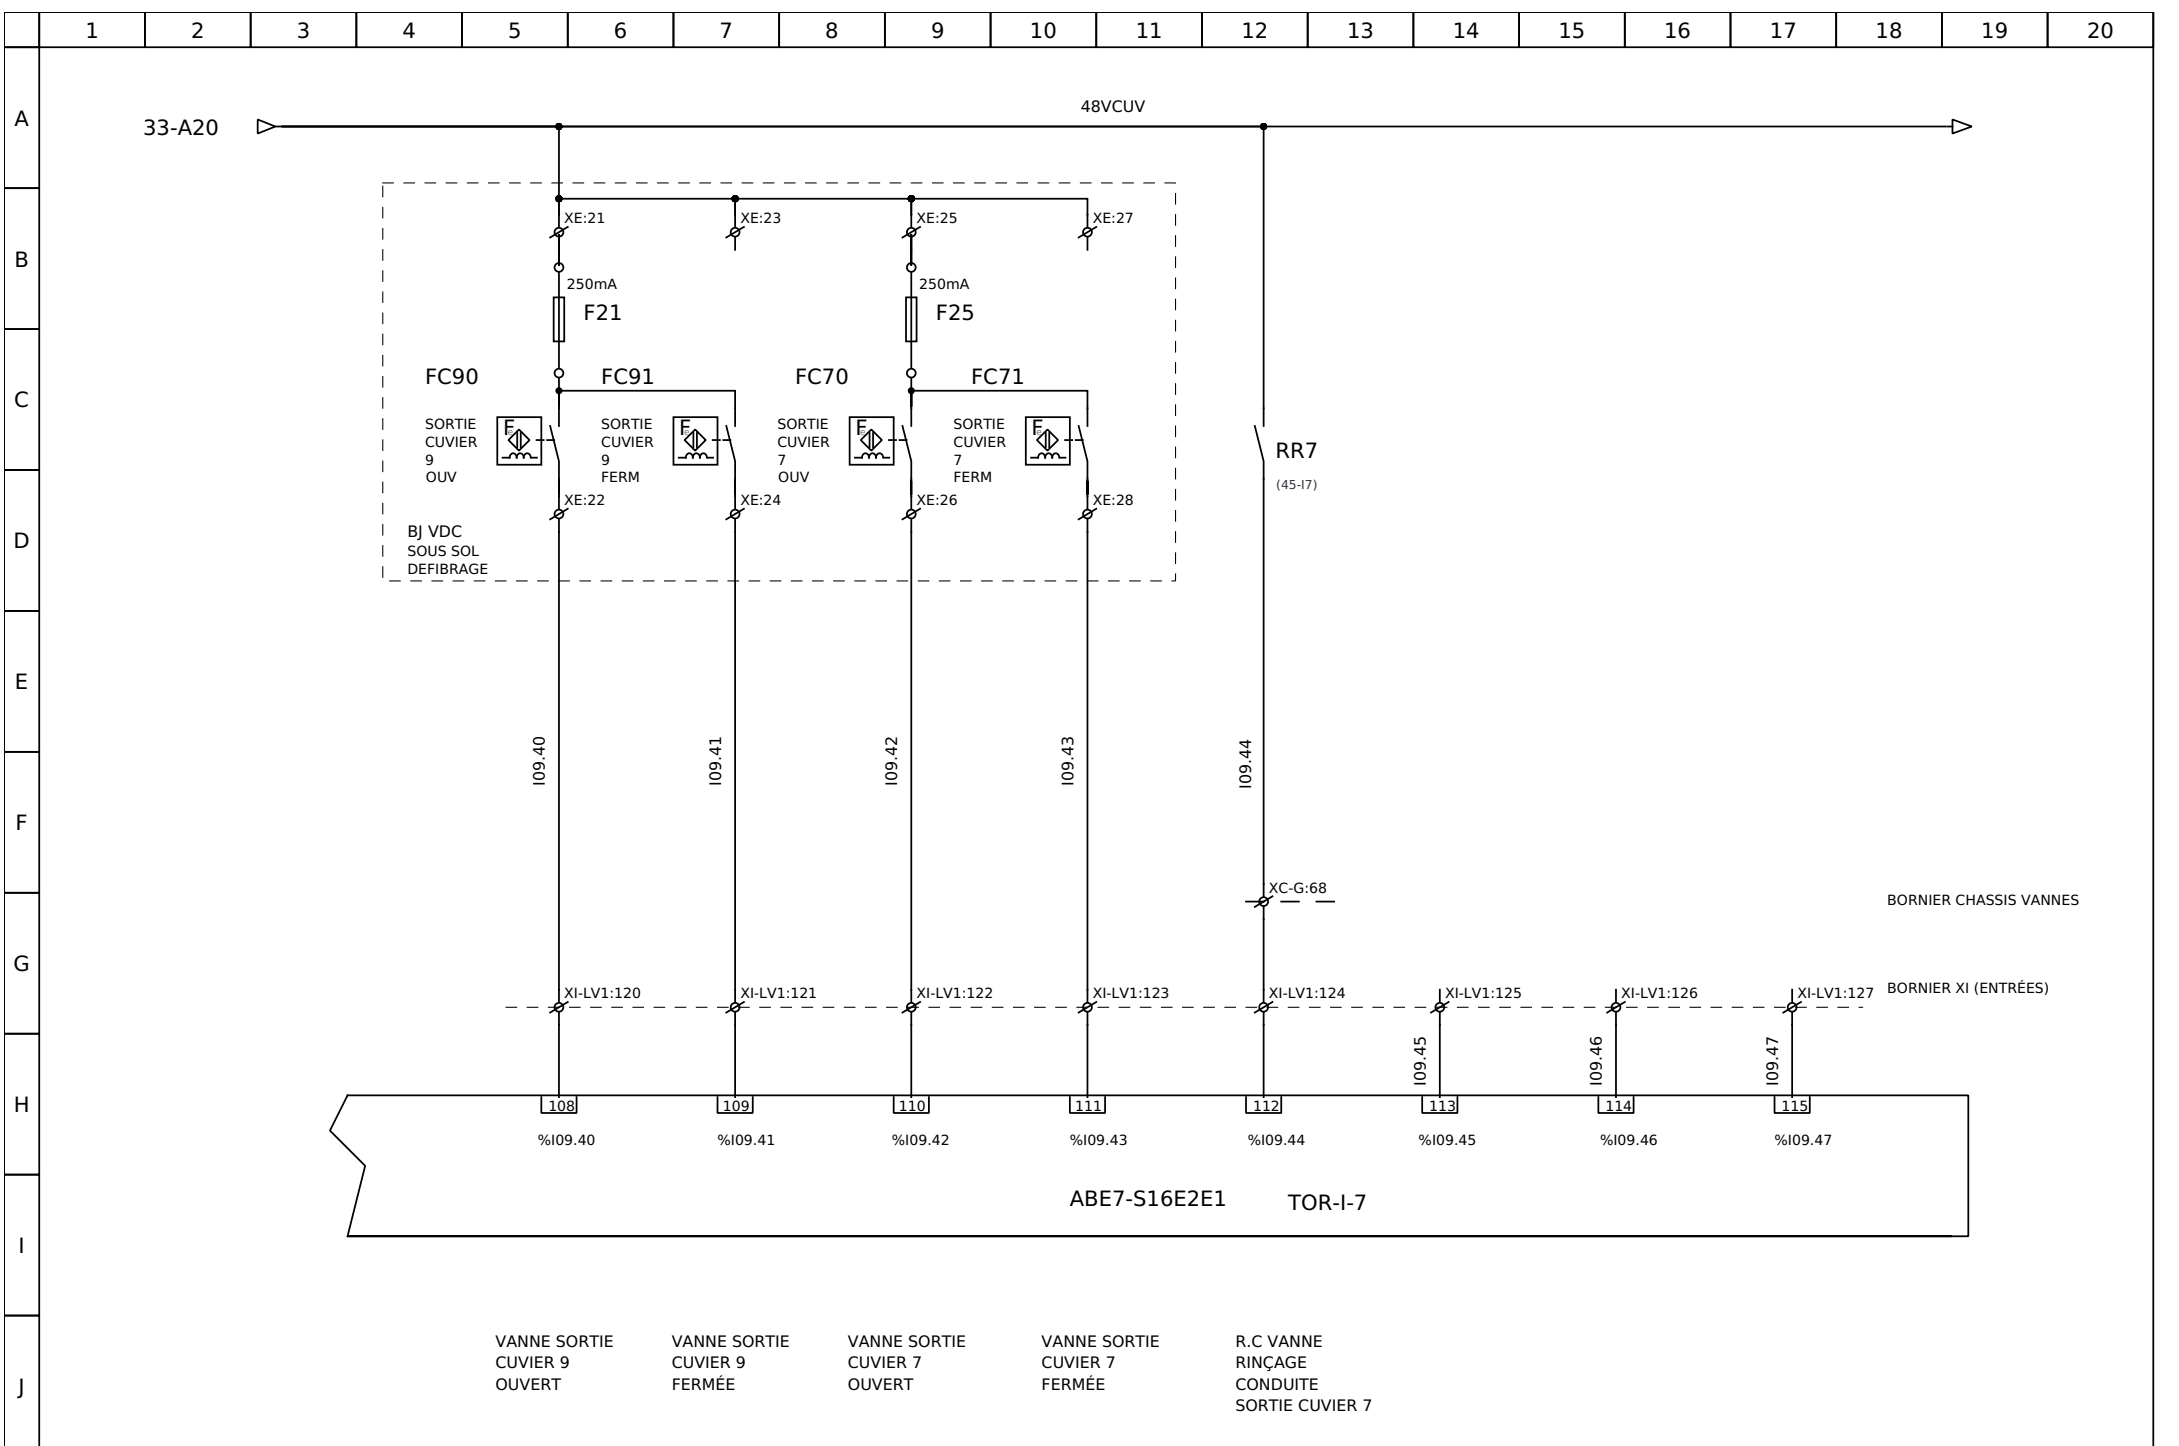 1 2 3 4 5 6 7 8 9 10 11 12 13 14 15 16 17 18 19 20
A
48VCUV
33-A20
B
XE:21 XE:23 XE:25 XE:27
250mA 250mA
F21 F25
C
FC90 FC91 FC70 FC71
SORTIE
CUVIER
9
OUV
F
SORTIE
CUVIER
9
FERM
F
SORTIE
CUVIER
7
OUV
F
SORTIE
CUVIER
7
FERM
F
RR7
(45-I7)
XE:22 XE:24 XE:26 XE:28
D
BJ VDC
SOUS SOL
DEFIBRAGE
E
I09.40 I09.41 I09.42 I09.43 I09.44
F
XC-G:68
BORNIER CHASSIS VANNES
G
XI-LV1:120 XI-LV1:121 XI-LV1:122 XI-LV1:123 XI-LV1:124 XI-LV1:125 XI-LV1:126 XI-LV1:127
BORNIER XI (ENTRÉES)
I09.45 I09.46 I09.47
H
108 109 110 111 112 113 114 115
%I09.40 %I09.41 %I09.42 %I09.43 %I09.44 %I09.45 %I09.46 %I09.47
ABE7-S16E2E1 TOR-I-7
I
J
VANNE SORTIE
CUVIER 9
OUVERT
VANNE SORTIE
CUVIER 9
FERMÉE
VANNE SORTIE
CUVIER 7
OUVERT
VANNE SORTIE
CUVIER 7
FERMÉE
R.C VANNE
RINÇAGE
CONDUITE
SORTIE CUVIER 7